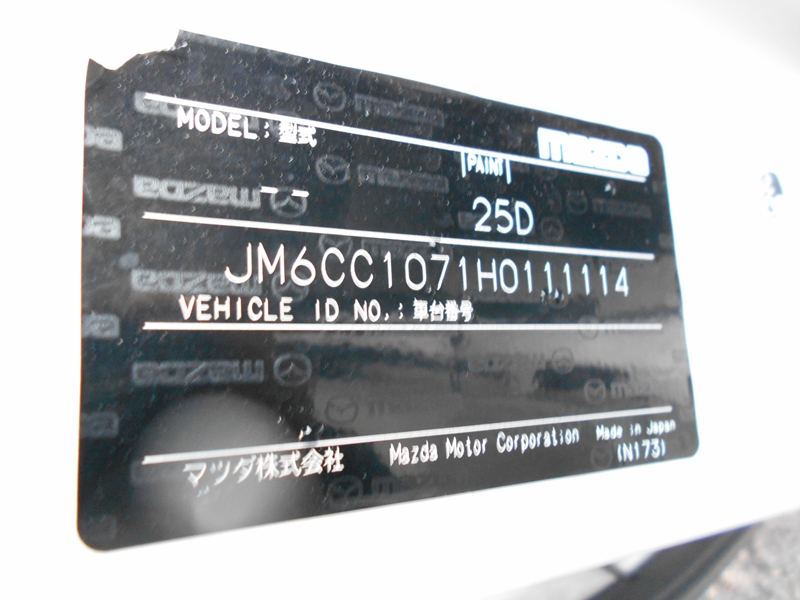 mazda
MODEL : 型式
PAINT
-- 25D
JM6CC1071H0111114
VEHICLE ID NO. : 車台番号
マツダ株式会社 Mazda Motor Corporation Made in Japan
(N173)